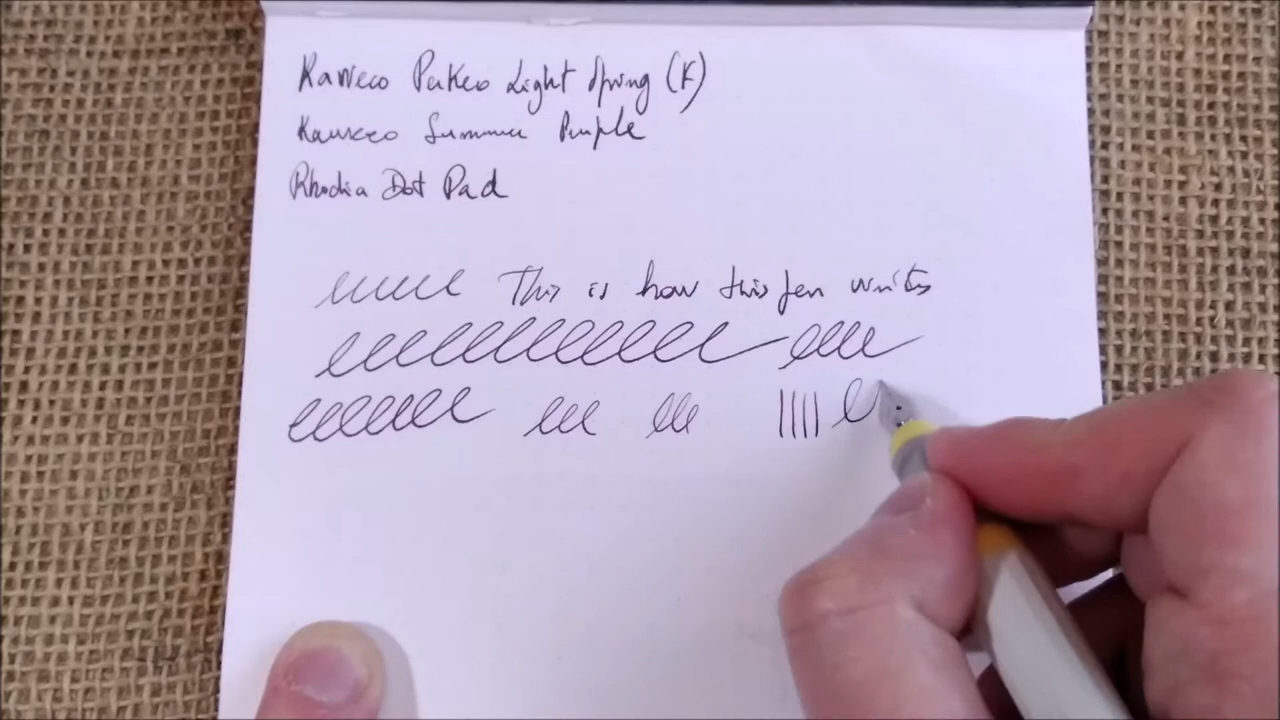 Kaweco Perkeo Light Spring (F)
Kaweco Summer Purple
Rhodia Dot Pad
This is how this pen writes